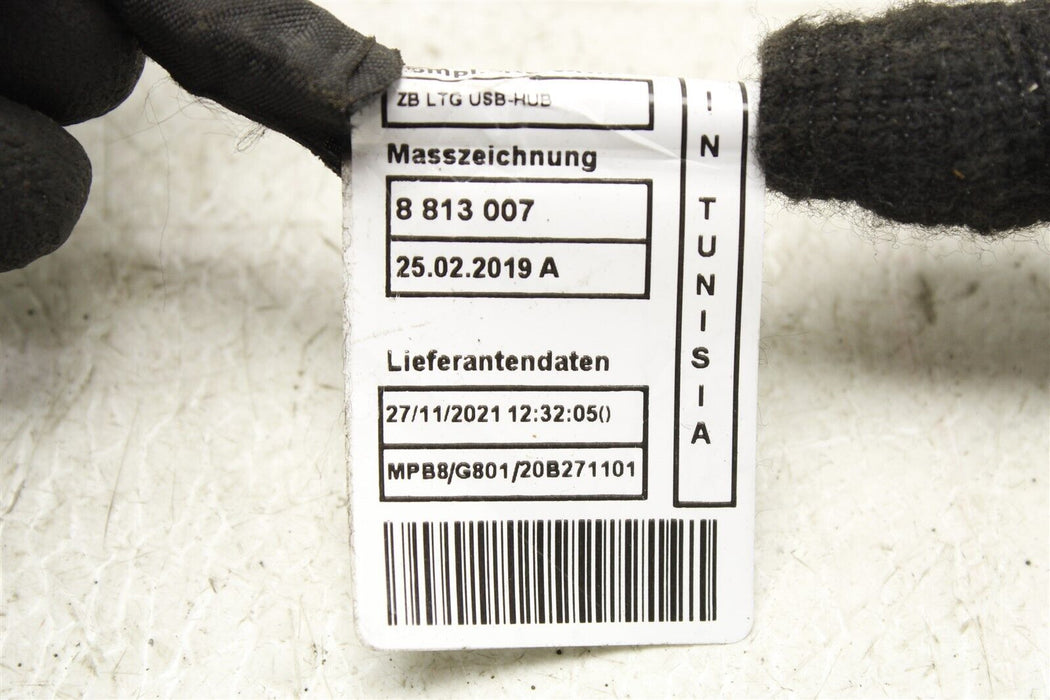 ZB LTG USB-HUB
Masszeichnung
8 813 007
25.02.2019 A
Lieferantendaten
27/11/2021 12:32:05()
MPB8/G801/20B271101
IN TUNISIA